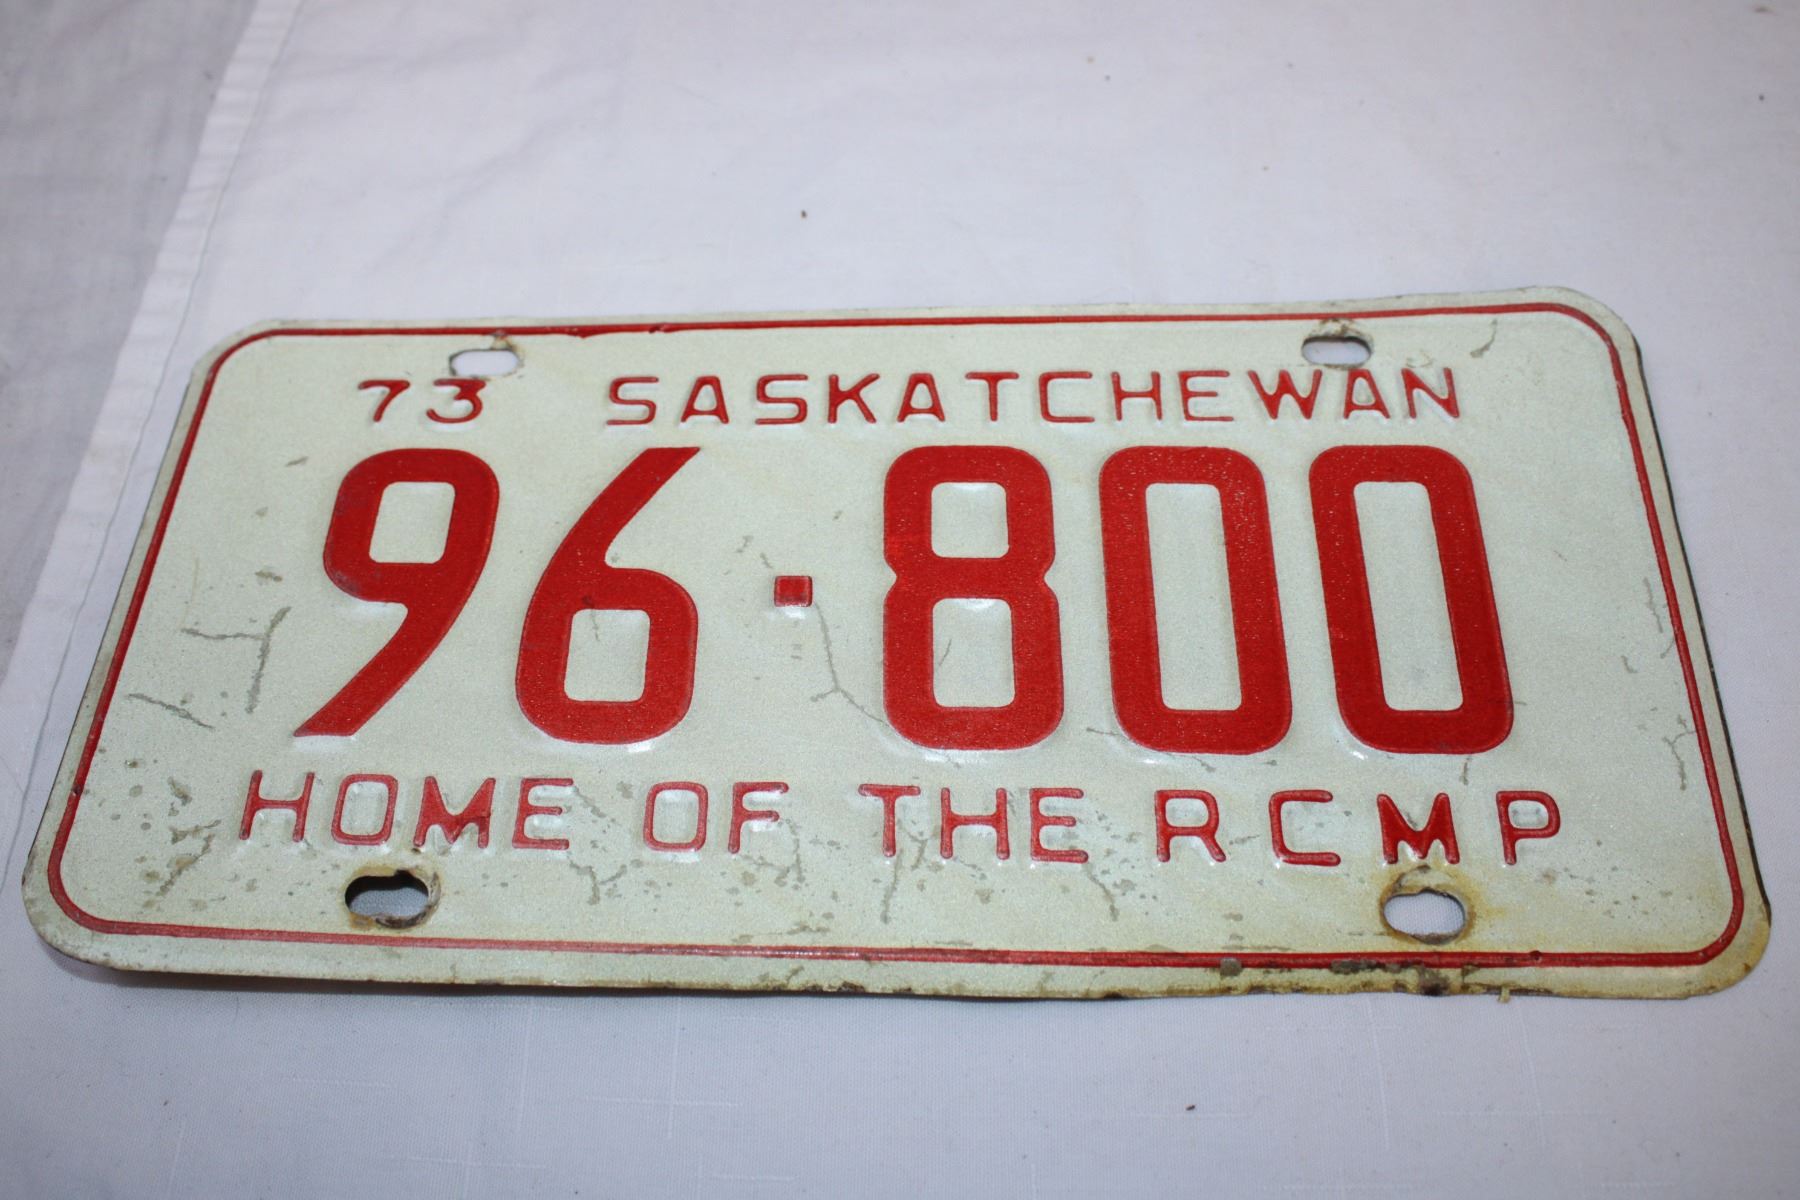 73 SASKATCHEWAN
96·800
HOME OF THE RCMP